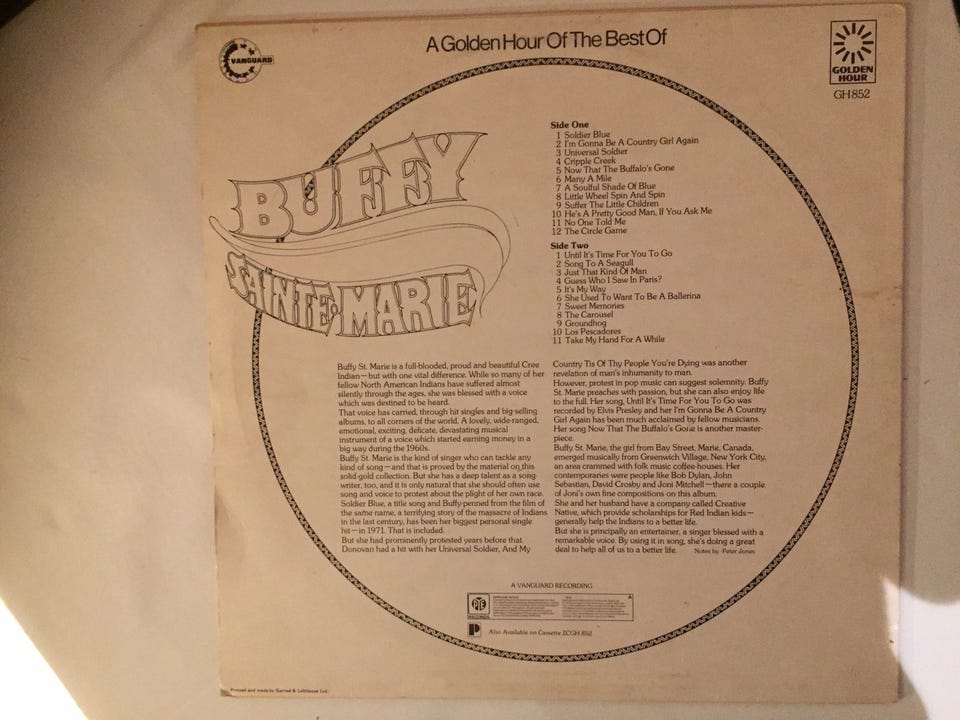 A Golden Hour Of The Best Of
VANGUARD
GOLDEN
HOUR
GH 852
BUFFY
SAINTE-MARIE
Side One
1 Soldier Blue
2 I'm Gonna Be A Country Girl Again
3 Universal Soldier
4 Cripple Creek
5 Now That The Buffalo's Gone
6 Many A Mile
7 A Soulful Shade Of Blue
8 Little Wheel Spin And Spin
9 Suffer The Little Children
10 He's A Pretty Good Man, If You Ask Me
11 No One Told Me
12 The Circle Game
Side Two
1 Until It's Time For You To Go
2 Song To A Seagull
3 Just That Kind Of Man
4 Guess Who I Saw In Paris?
5 It's My Way
6 She Used To Want To Be A Ballerina
7 Sweet Memories
8 The Carousel
9 Groundhog
10 Los Pescadores
11 Take My Hand For A While
Buffy St. Marie is a full-blooded, proud and beautiful Cree
Indian—but with one vital difference. While so many of her
fellow North American Indians have suffered almost
silently through the ages, she was blessed with a voice
which was destined to be heard.
That voice has carried, through hit singles and big-selling
albums, to all corners of the world. A lovely, wide-ranged,
emotional, exciting, delicate, devastating musical
instrument of a voice which started earning money in a
big way during the 1960s.
Buffy St. Marie is the kind of singer who can tackle any
kind of song—and that is proved by the material on this
solid-gold collection. But she has a deep talent as a song-
writer, too, and it is only natural that she should often use
song and voice to protest about the plight of her own race.
Soldier Blue, a title song and Buffy-penned from the film of
the same name, a terrifying story of the massacre of Indians
in the last century, has been her biggest personal single
hit—in 1971. That is included.
But she had prominently protested years before that.
Donovan had a hit with her Universal Soldier, And My
Country Tis Of Thy People You're Dying was another
revelation of man's inhumanity to man.
However, protest in pop music can suggest solemnity. Buffy
St. Marie preaches with passion, but she can also enjoy life
to the full. Her song, Until It's Time For You To Go was
recorded by Elvis Presley and her I'm Gonna Be A Country
Girl Again has been much acclaimed by fellow musicians.
Her song Now That The Buffalo's Gone is another master-
piece.
Buffy St. Marie, the girl from Bay Street, Marie, Canada,
emerged musically from Greenwich Village, New York City,
an area crammed with folk music coffee-houses. Her
contemporaries were people like Bob Dylan, John
Sebastian, David Crosby and Joni Mitchell—there a couple
of Joni's own fine compositions on this album.
She and her husband have a company called Creative
Native, which provide scholarships for Red Indian kids—
generally help the Indians to a better life.
But she is principally an entertainer, a singer blessed with a
remarkable voice. By using it in song, she's doing a great
deal to help all of us to a better life. Notes by: Peter Jones
A VANGUARD RECORDING
PYE
RECORDS
Also Available on Cassette ZCGH 852
Printed and made by Garrod & Lofthouse Ltd.